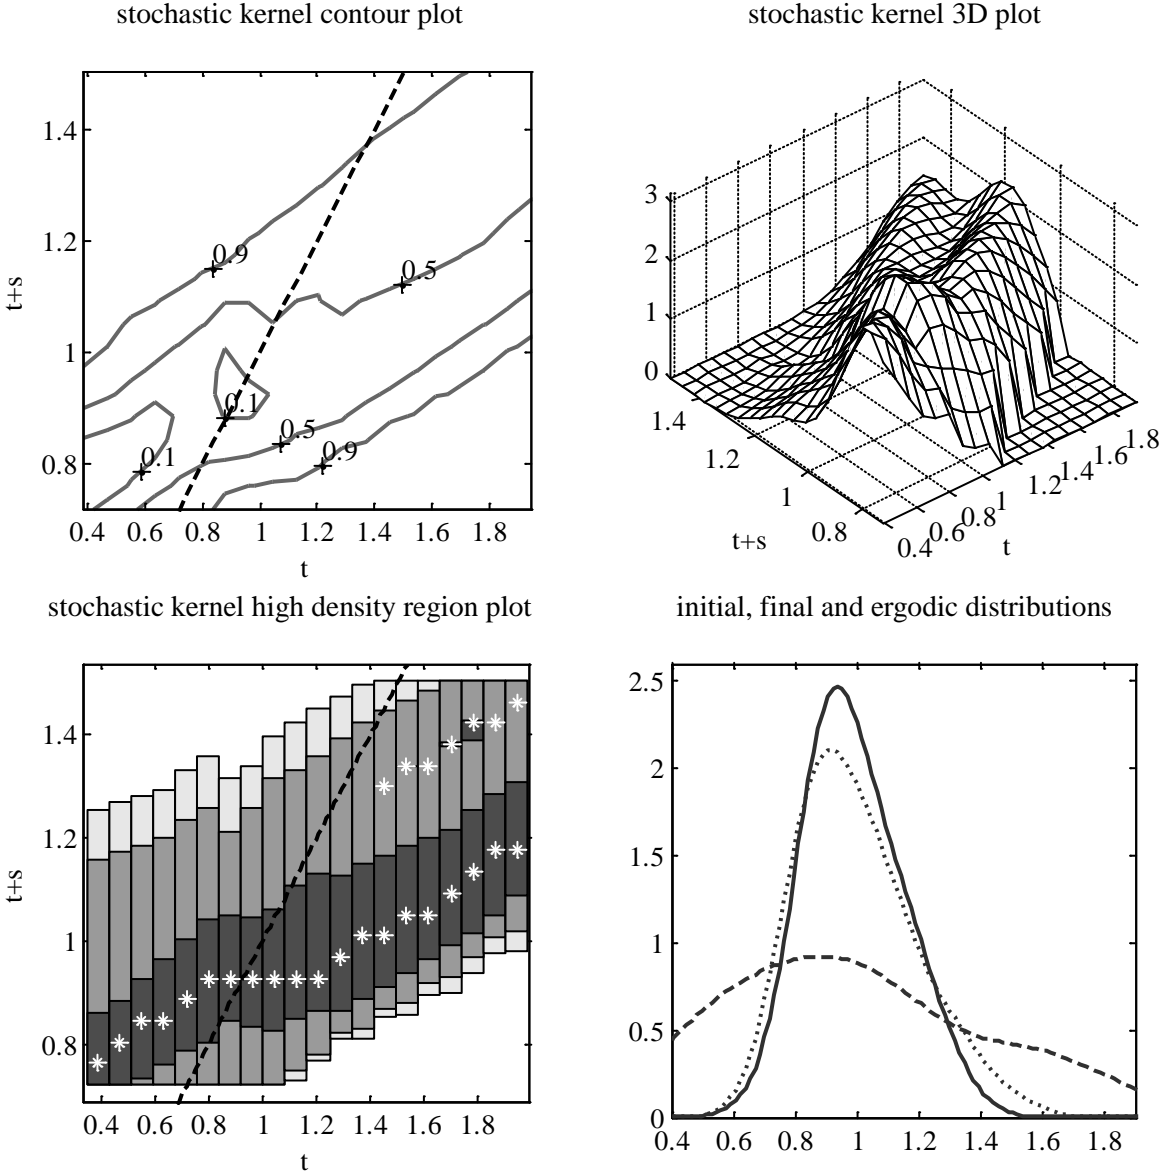 stochastic kernel contour plot
stochastic kernel 3D plot
1.4
1.2
1
0.8
t+s
0.9
0.5
0.1
0.1
0.5
0.9
0.4 0.6 0.8 1 1.2 1.4 1.6 1.8
t
3
2
1
0
1.4
1.2
1
0.8
t+s
0.4 0.6 0.8 1 1.2 1.4 1.6 1.8
t
stochastic kernel high density region plot
initial, final and ergodic distributions
1.4
1.2
1
0.8
t+s
0.4 0.6 0.8 1 1.2 1.4 1.6 1.8
t
2.5
2
1.5
1
0.5
0
0.4 0.6 0.8 1 1.2 1.4 1.6 1.8